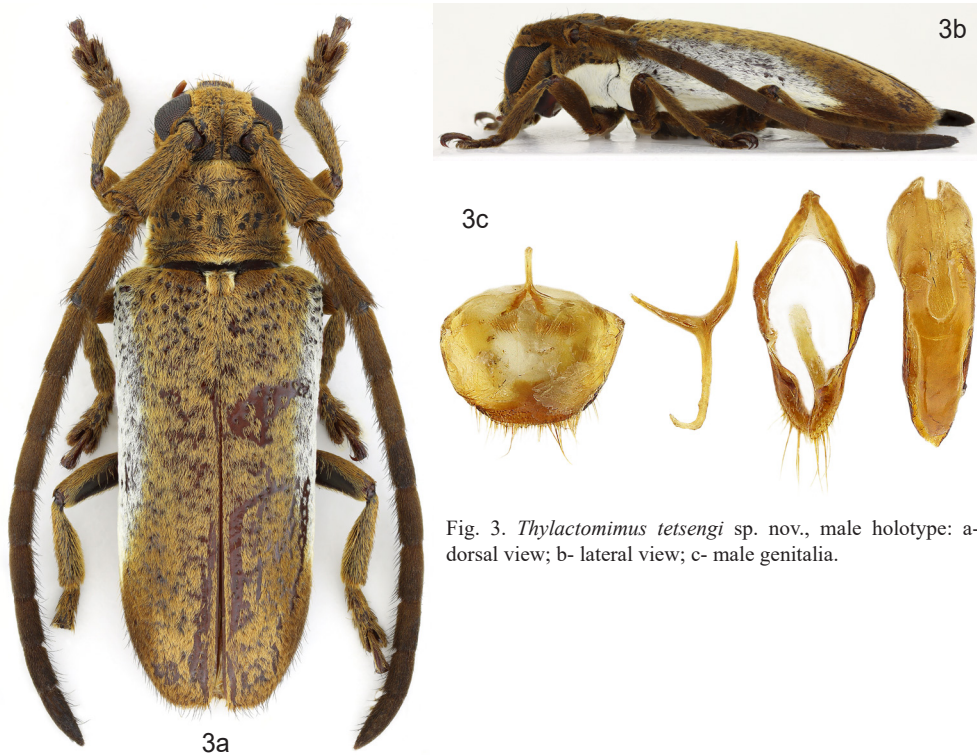 3b
3c
Fig. 3. Thylactomimus tetsengi sp. nov., male holotype: a-
dorsal view; b- lateral view; c- male genitalia.
3a